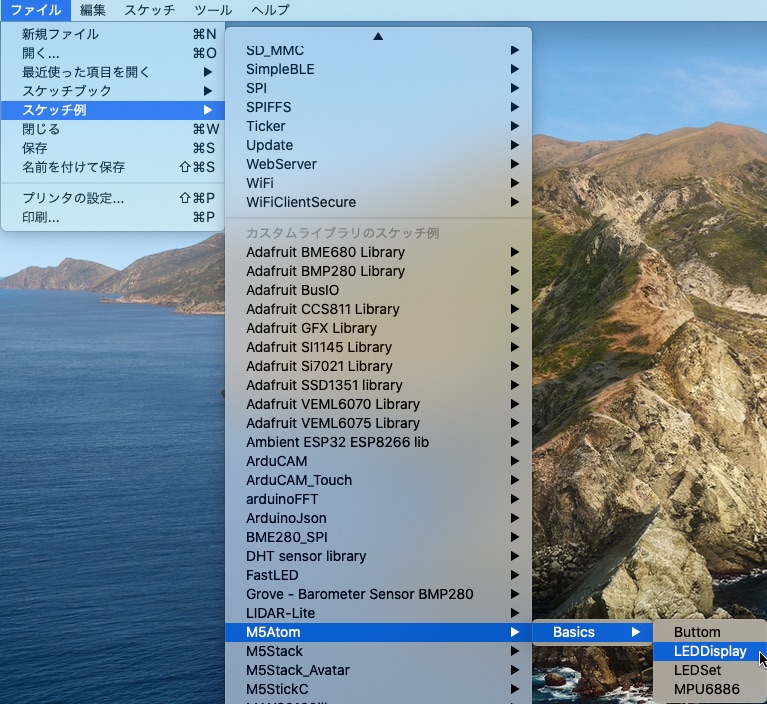 ファイル 編集 スケッチ ツール ヘルプ
新規ファイル ⌘N
開く... ⌘O
最近使った項目を開く ▶
スケッチブック ▶
スケッチ例 ▶
閉じる ⌘W
保存 ⌘S
名前を付けて保存 ⇧⌘S
プリンタの設定... ⇧⌘P
印刷... ⌘P
SD_MMC ▶
SimpleBLE ▶
SPI ▶
SPIFFS ▶
Ticker ▶
Update ▶
WebServer ▶
WiFi ▶
WiFiClientSecure ▶
カスタムライブラリのスケッチ例
Adafruit BME680 Library ▶
Adafruit BMP280 Library ▶
Adafruit BusIO ▶
Adafruit CCS811 Library ▶
Adafruit GFX Library ▶
Adafruit SI1145 Library ▶
Adafruit Si7021 Library ▶
Adafruit SSD1351 library ▶
Adafruit VEML6070 Library ▶
Adafruit VEML6075 Library ▶
Ambient ESP32 ESP8266 lib ▶
ArduCAM ▶
ArduCAM_Touch ▶
arduinoFFT ▶
ArduinoJson ▶
BME280_SPI ▶
DHT sensor library ▶
FastLED ▶
Grove - Barometer Sensor BMP280 ▶
LIDAR-Lite ▶
M5Atom ▶
M5Stack ▶
M5Stack_Avatar ▶
M5StickC ▶
Basics ▶
Buttom
LEDDisplay
LEDSet
MPU6886